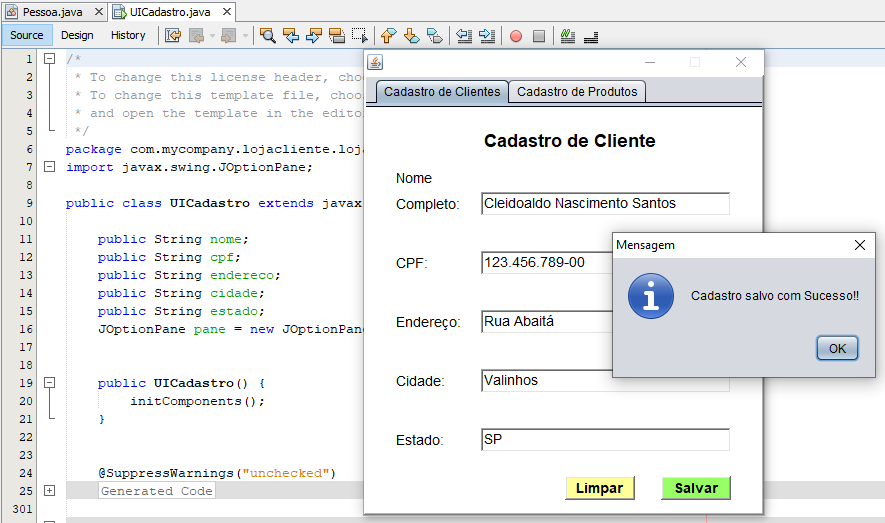 Pessoa.java
UICadastro.java
Source
Design
History
1 /*
2 * To change this license header, choo
3 * To change this template file, choos
4 * and open the template in the editor
5 */
6 package com.mycompany.lojacliente.loja
7 import javax.swing.JOptionPane;
8
9 public class UICadastro extends javax
10
11 public String nome;
12 public String cpf;
13 public String endereco;
14 public String cidade;
15 public String estado;
16 JOptionPane pane = new JOptionPane
17
18
19 public UICadastro() {
20 initComponents();
21 }
22
23
24 @SuppressWarnings("unchecked")
25 Generated Code
301
Cadastro de Clientes
Cadastro de Produtos
Cadastro de Cliente
Nome
Completo: Cleidoaldo Nascimento Santos
CPF: 123.456.789-00
Endereço: Rua Abaitá
Cidade: Valinhos
Estado: SP
Limpar
Salvar
Mensagem
Cadastro salvo com Sucesso!!
OK